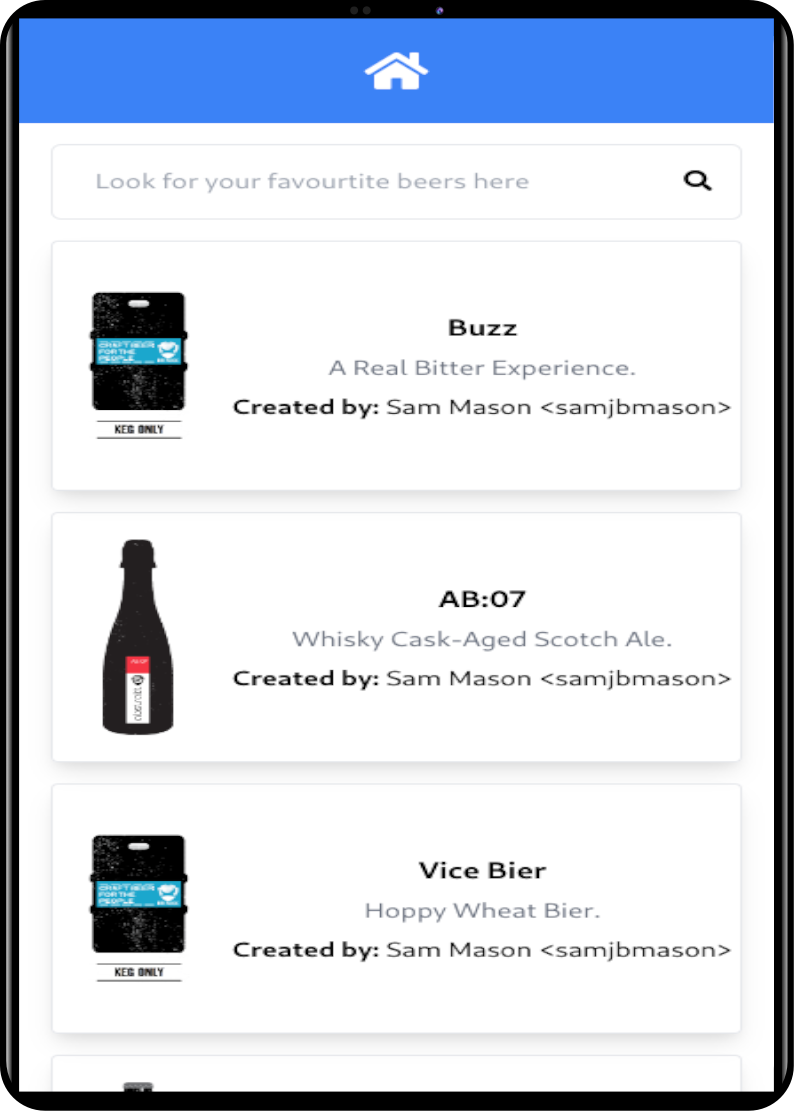 Look for your favourtite beers here
Buzz
A Real Bitter Experience.
Created by: Sam Mason <samjbmason>
CRAFT BEER
FOR THE
PEOPLE
KEG ONLY
AB:07
Whisky Cask-Aged Scotch Ale.
Created by: Sam Mason <samjbmason>
Vice Bier
Hoppy Wheat Bier.
Created by: Sam Mason <samjbmason>
CRAFT BEER
FOR THE
PEOPLE
KEG ONLY